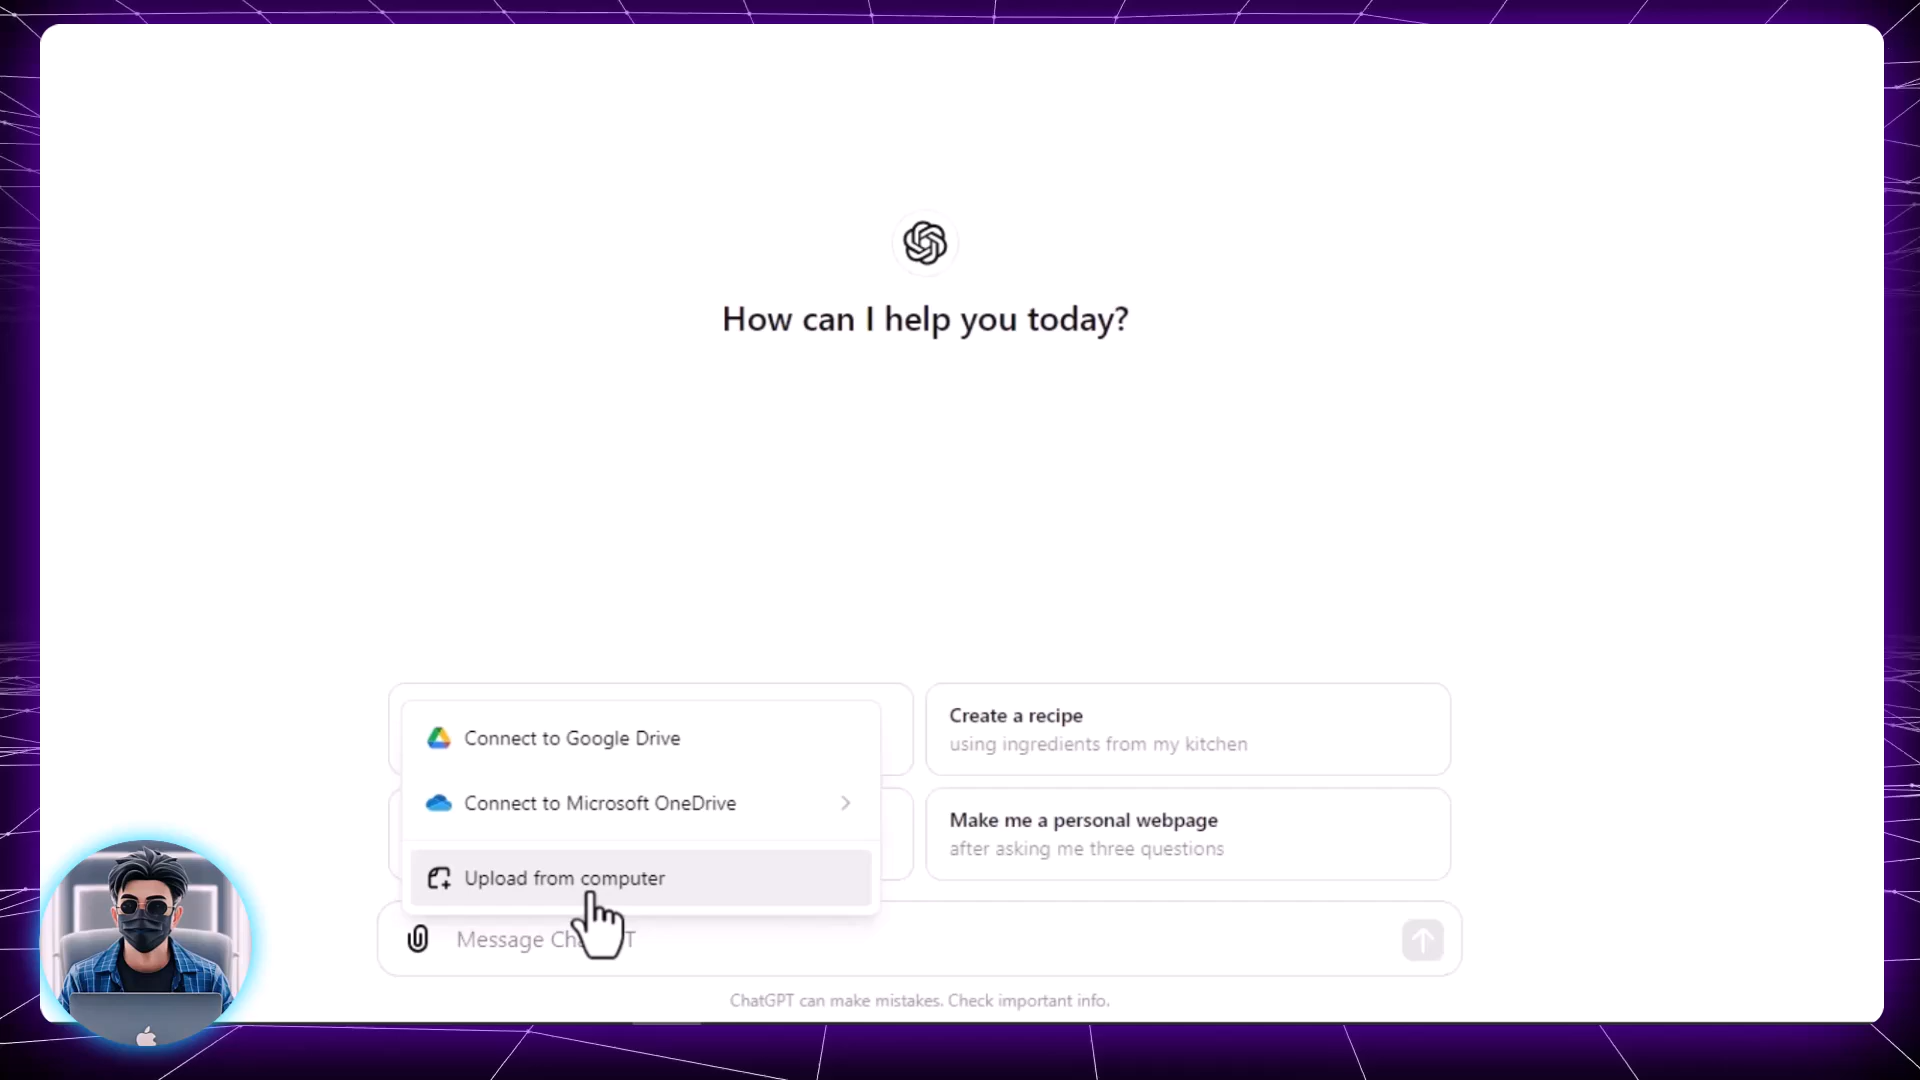 How can I help you today?
Connect to Google Drive
Connect to Microsoft OneDrive
Upload from computer
Create a recipe
using ingredients from my kitchen
Make me a personal webpage
after asking me three questions
Message Ch T
ChatGPT can make mistakes. Check important info.